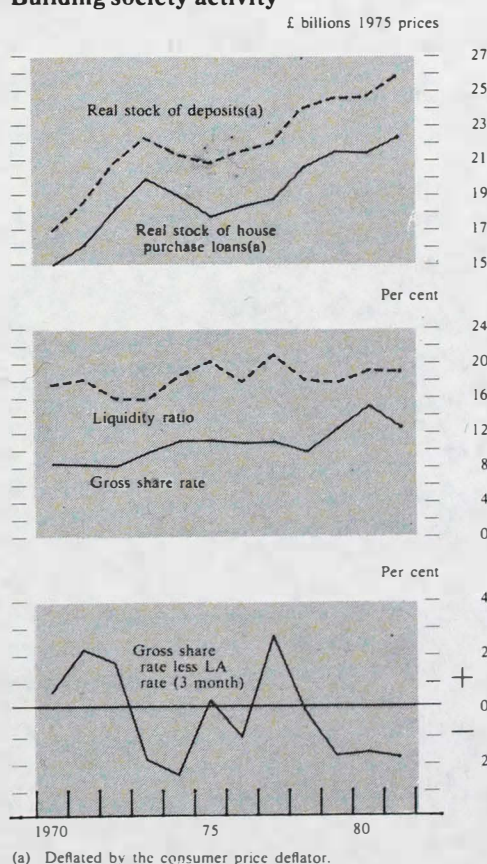 Building society activity
£ billions 1975 prices
27
25
23
21
19
17
15
Real stock of deposits(a)
Real stock of house
purchase loans(a)
Per cent
24
20
16
12
8
4
0
Liquidity ratio
Gross share rate
Per cent
4
2
+
0
—
2
Gross share
rate less LA
rate (3 month)
1970 75 80
(a) Deflated by the consumer price deflator.